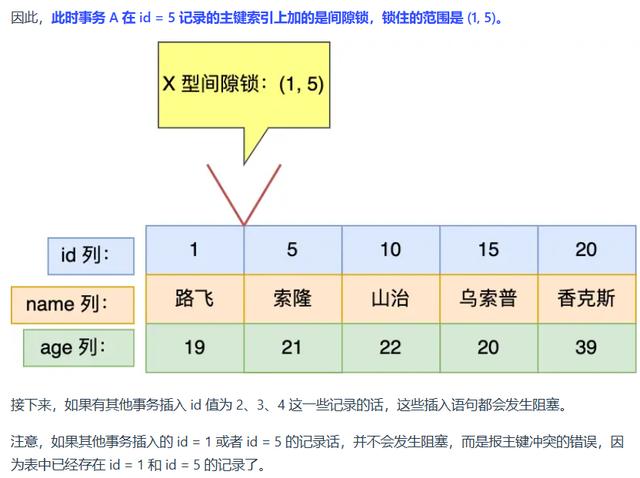 因此，此时事务 A 在 id = 5 记录的主键索引上加的是间隙锁，锁住的范围是 (1, 5)。
X 型间隙锁：(1, 5)
id 列： 1 5 10 15 20
name 列： 路飞 索隆 山治 乌索普 香克斯
age 列： 19 21 22 20 39
接下来，如果有其他事务插入 id 值为 2、3、4 这一些记录的话，这些插入语句都会发生阻塞。
注意，如果其他事务插入的 id = 1 或者 id = 5 的记录话，并不会发生阻塞，而是报主键冲突的错误，因
为表中已经存在 id = 1 和 id = 5 的记录了。